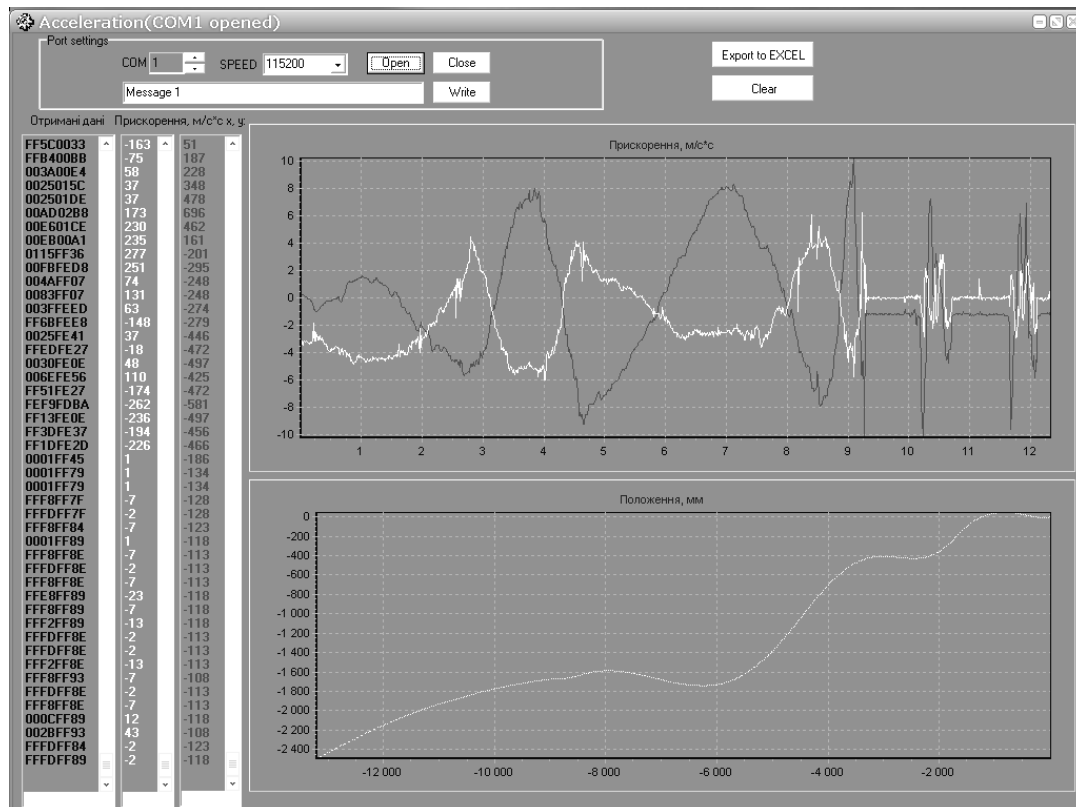 Acceleration(COM1 opened)
Port settings
COM 1 SPEED 115200 Open Close
Message 1 Write
Export to EXCEL
Clear
Отримані дані Прискорення, м/с*с x, y:
FF5C0033 -163 51
FFB400BB -75 187
003A00E4 58 228
0025015C 37 348
002501DE 37 478
00AD02B8 173 696
00E601CE 230 462
00EB00A1 235 161
0115FF36 277 -201
00FBFED8 251 -295
004AFF07 74 -248
0083FF07 131 -248
003FFEED 63 -274
FF6BFEE8 -148 -279
0025FE41 37 -446
FFEDFE27 -18 -472
0030FE0E 48 -497
006EFE56 110 -425
FF51FE27 -174 -472
FEF9FDBA -262 -581
FF13FE0E -236 -497
FF3DFE37 -194 -456
FF1DFE2D -226 -466
0001FF45 1 -186
0001FF79 1 -134
0001FF79 1 -134
FFF8FF7F -7 -128
FFFDFF7F -2 -128
FFF8FF84 -7 -123
0001FF89 1 -118
FFF8FF8E -7 -113
FFFDFF8E -2 -113
FFF8FF8E -7 -113
FFE8FF89 -23 -118
FFF8FF89 -7 -118
FFF2FF89 -13 -118
FFFDFF8E -2 -113
FFFDFF8E -2 -113
FFF2FF8E -13 -113
FFF8FF93 -7 -108
FFFDFF8E -2 -113
FFF8FF8E -7 -113
000CFF89 12 -118
002BFF93 43 -108
FFFDFF84 -2 -123
FFFDFF89 -2 -118
Прискорення, м/с*с
10
8
6
4
2
0
-2
-4
-6
-8
-10
1 2 3 4 5 6 7 8 9 10 11 12
Положення, мм
0
-200
-400
-600
-800
-1 000
-1 200
-1 400
-1 600
-1 800
-2 000
-2 200
-2 400
-12 000 -10 000 -8 000 -6 000 -4 000 -2 000